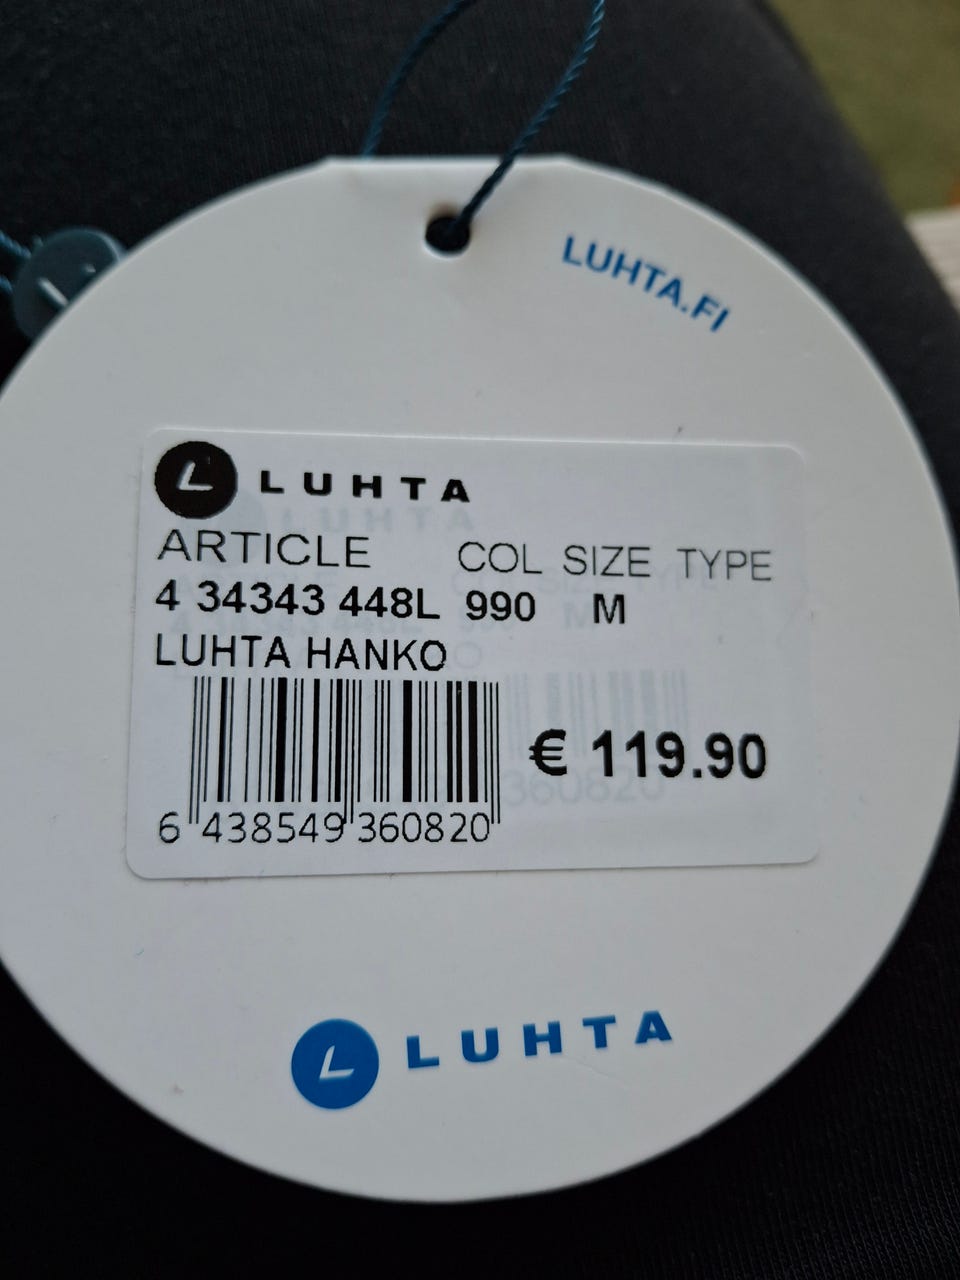 LUHTA.FI
L LUHTA
ARTICLE COL SIZE TYPE
4 34343 448L 990 M
LUHTA HANKO
€ 119.90
6 438549 360820
L LUHTA